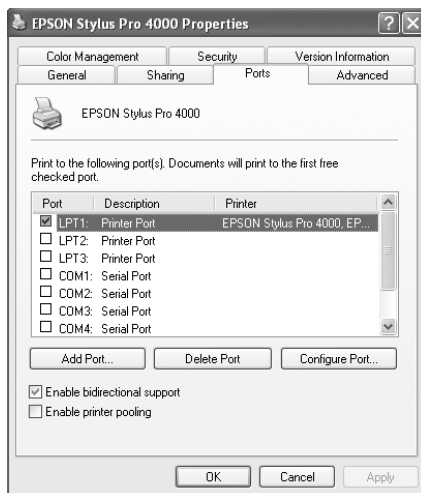 EPSON Stylus Pro 4000 Properties
Color Management Security Version Information
General Sharing Ports Advanced
EPSON Stylus Pro 4000
Print to the following port(s). Documents will print to the first free
checked port.
Port Description Printer
LPT1: Printer Port EPSON Stylus Pro 4000, EP...
LPT2: Printer Port
LPT3: Printer Port
COM1: Serial Port
COM2: Serial Port
COM3: Serial Port
COM4: Serial Port
Add Port... Delete Port Configure Port...
Enable bidirectional support
Enable printer pooling
OK Cancel Apply